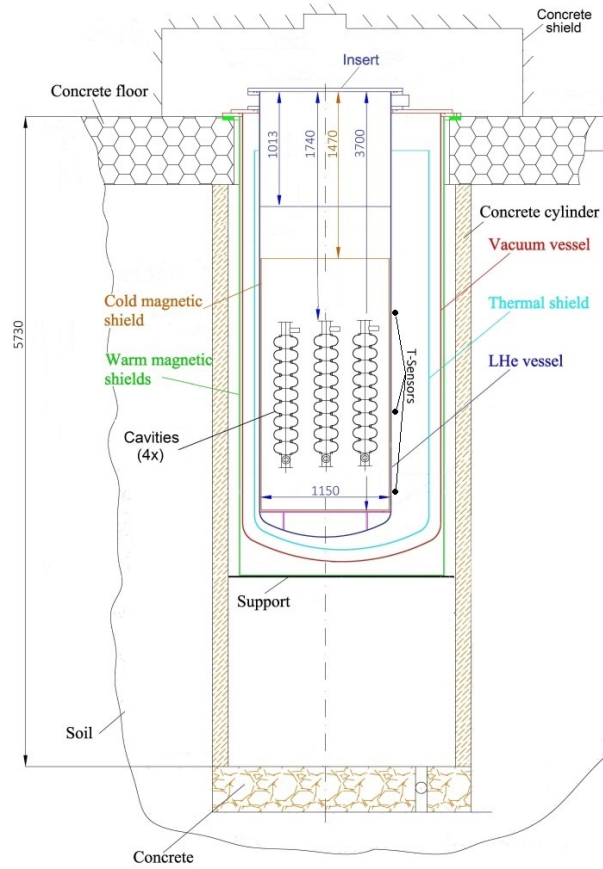 Concrete
shield
Insert
Concrete floor
1013
1740
1470
3700
Concrete cylinder
Vacuum vessel
Cold magnetic
shield
Thermal shield
5730
Warm magnetic
shields
T-Sensors
LHe vessel
Cavities
(4x)
1150
Support
Soil
Concrete